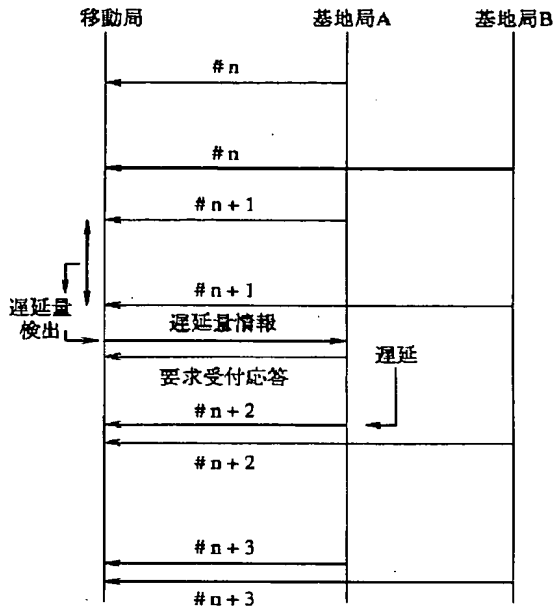 移動局 基地局A 基地局B
#n
#n
#n+1
#n+1
遅延量
検出
遅延量情報
遅延
要求受付応答
#n+2
#n+2
#n+3
#n+3